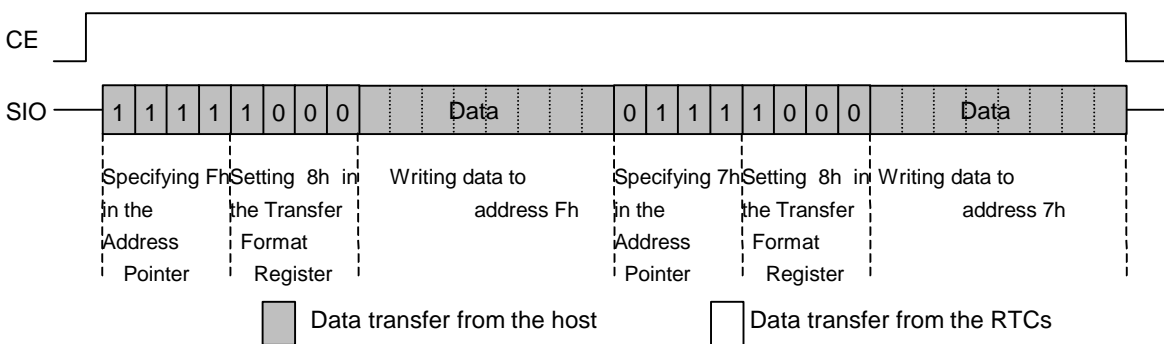 CE
SIO 1 1 1 1 1 0 0 0 Data 0 1 1 1 1 0 0 0 Data
Specifying Fh Setting 8h in Writing data to Specifying 7h Setting 8h in Writing data to
in the the Transfer address Fh in the the Transfer address 7h
Address Format Address Format
Pointer Register Pointer Register
Data transfer from the host Data transfer from the RTCs